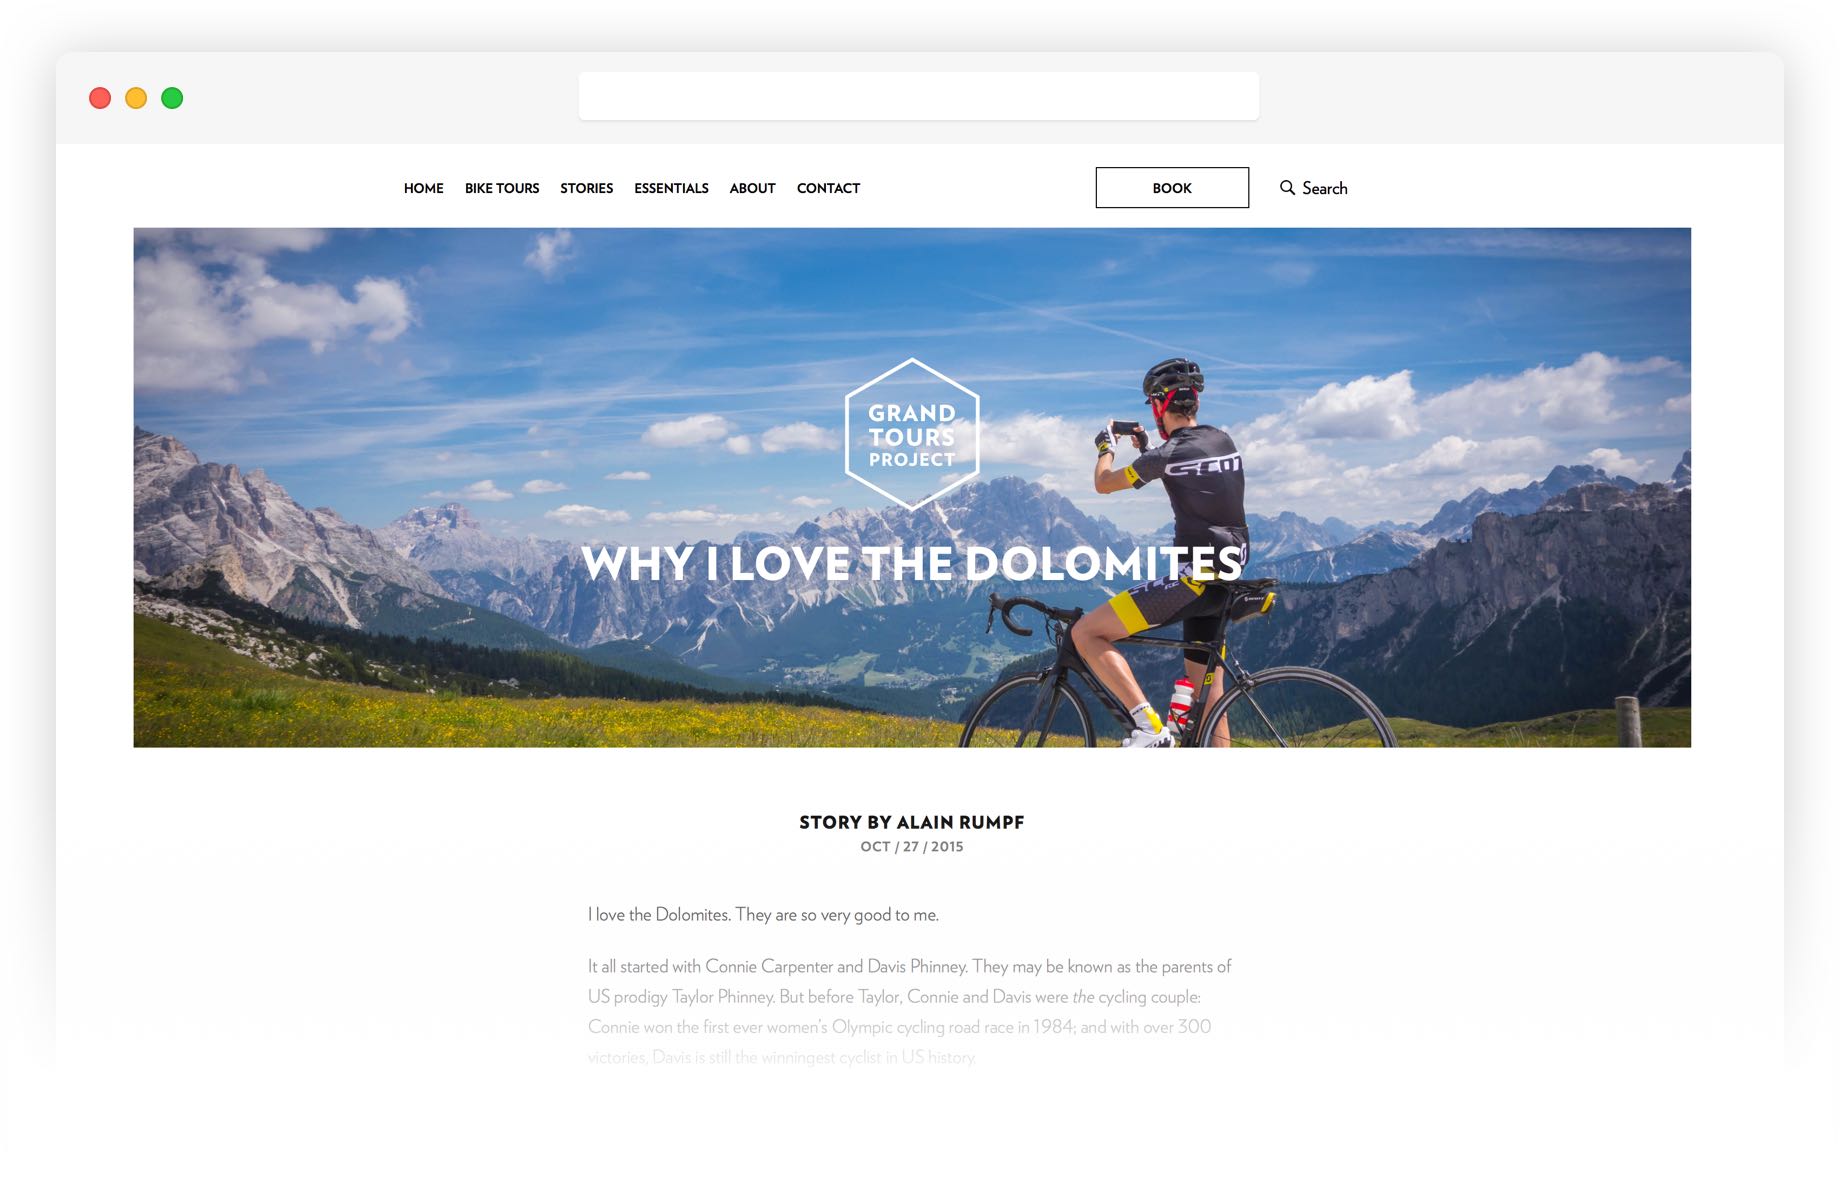 HOME BIKE TOURS STORIES ESSENTIALS ABOUT CONTACT BOOK Search
GRAND
TOURS
PROJECT
SCOT
WHY I LOVE THE DOLOMITES
STORY BY ALAIN RUMPF
OCT / 27 / 2015
I love the Dolomites. They are so very good to me.
It all started with Connie Carpenter and Davis Phinney. They may be known as the parents of
US prodigy Taylor Phinney. But before Taylor, Connie and Davis were the cycling couple:
Connie won the first ever women’s Olympic cycling road race in 1984; and with over 300
victories, Davis is still the winningest cyclist in US history.